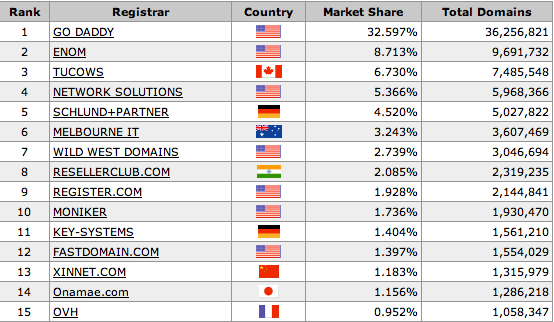 Rank Registrar Country Market Share Total Domains
1 GO DADDY 32.597% 36,256,821
2 ENOM 8.713% 9,691,732
3 TUCOWS 6.730% 7,485,548
4 NETWORK SOLUTIONS 5.366% 5,968,366
5 SCHLUND+PARTNER 4.520% 5,027,822
6 MELBOURNE IT 3.243% 3,607,469
7 WILD WEST DOMAINS 2.739% 3,046,694
8 RESELLERCLUB.COM 2.085% 2,319,235
9 REGISTER.COM 1.928% 2,144,841
10 MONIKER 1.736% 1,930,470
11 KEY-SYSTEMS 1.404% 1,561,210
12 FASTDOMAIN.COM 1.397% 1,554,029
13 XINNET.COM 1.183% 1,315,979
14 Onamae.com 1.156% 1,286,218
15 OVH 0.952% 1,058,347